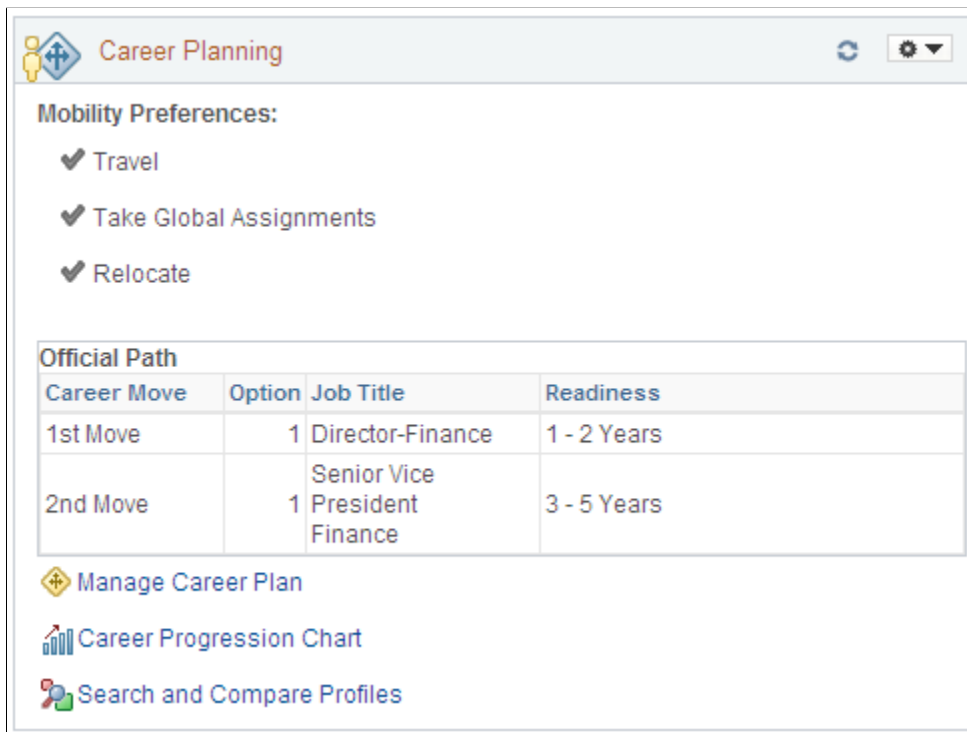 Career Planning
Mobility Preferences:
Travel
Take Global Assignments
Relocate
Official Path
Career Move Option Job Title Readiness
1st Move 1 Director-Finance 1 - 2 Years
Senior Vice
2nd Move 1 President 3 - 5 Years
Finance
Manage Career Plan
Career Progression Chart
Search and Compare Profiles